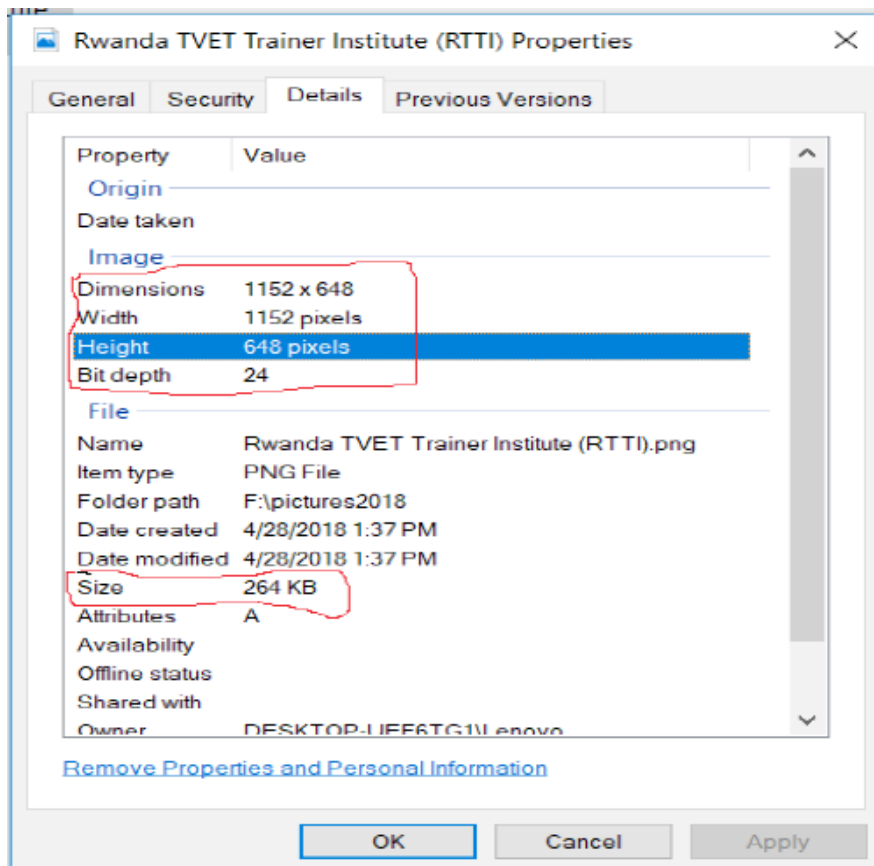 Rwanda TVET Trainer Institute (RTTI) Properties
General Security Details Previous Versions
Property Value
Origin
Date taken
Image
Dimensions 1152 x 648
Width 1152 pixels
Height 648 pixels
Bit depth 24
File
Name Rwanda TVET Trainer Institute (RTTI).png
Item type PNG File
Folder path F:\pictures2018
Date created 4/28/2018 1:37 PM
Date modified 4/28/2018 1:37 PM
Size 264 KB
Attributes A
Availability
Offline status
Shared with
Owner
Remove Properties and Personal Information
OK Cancel Apply